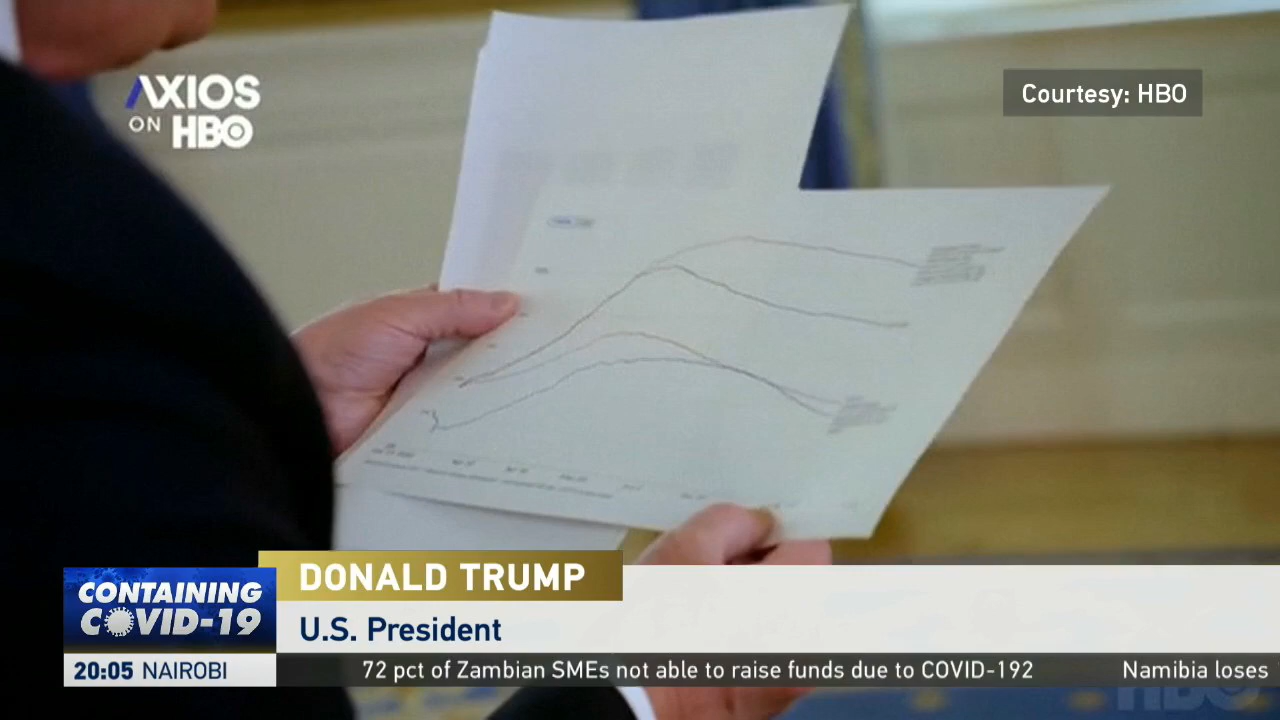 AXIOS
ON HBO
Courtesy: HBO
DONALD TRUMP
U.S. President
CONTAINING
COVID-19
20:05 NAIROBI
72 pct of Zambian SMEs not able to raise funds due to COVID-192
Namibia loses
HBO